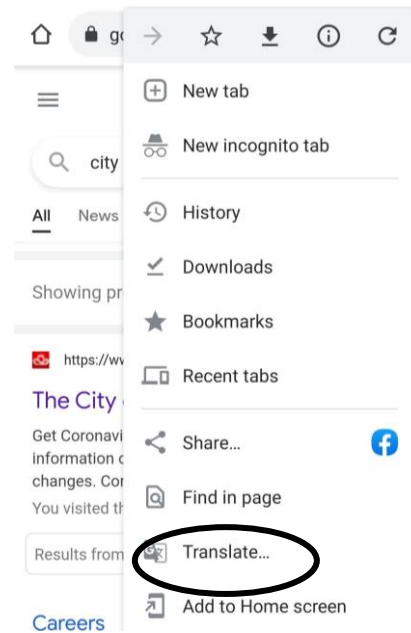 go
New tab
New incognito tab
city
All News
History
Downloads
Showing pr
Bookmarks
https://ww
Recent tabs
The City
Get Coronavi
information
changes. Cor
You visited th
Share...
Find in page
Results from
Translate...
Add to Home screen
Careers